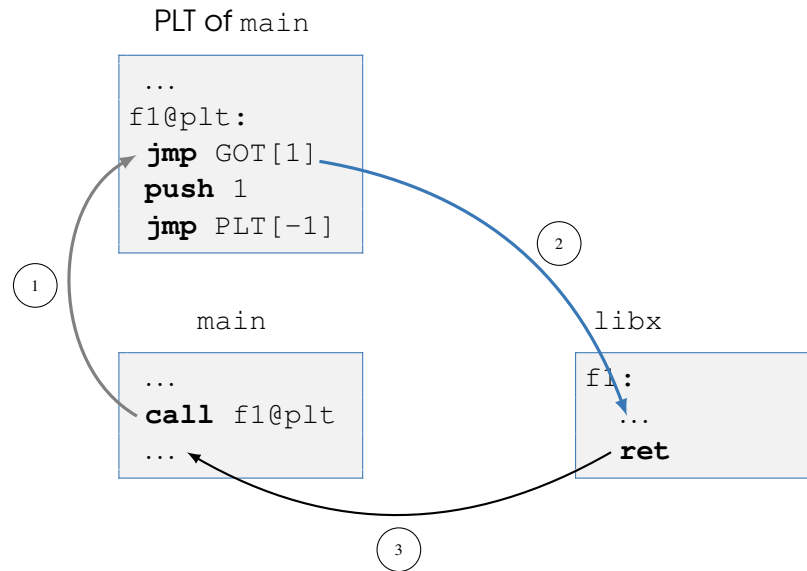 PLT of main
...
f1@plt:
jmp GOT[1]
push 1
jmp PLT[-1]
1
2
main
libx
...
call f1@plt
...
f1:
...
ret
3